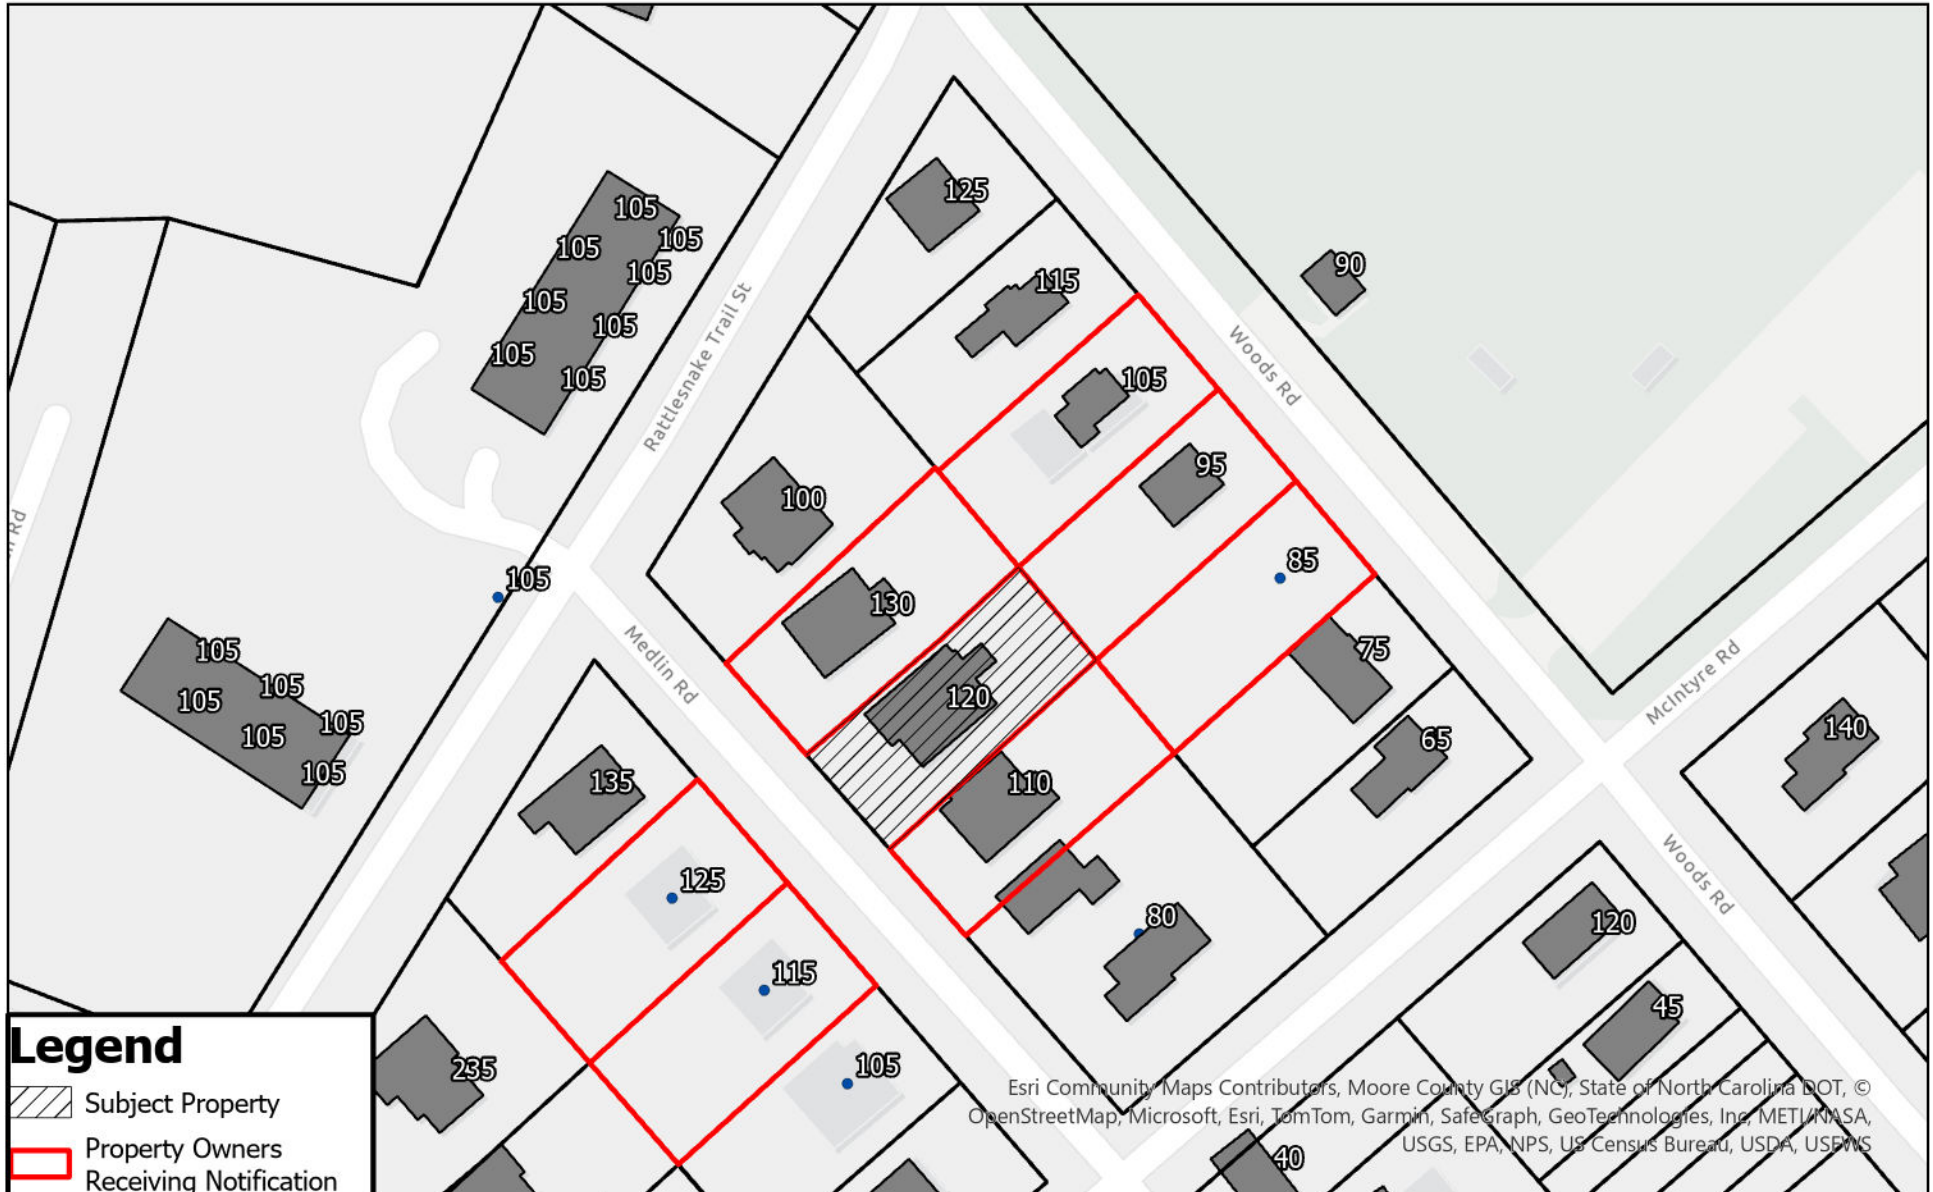 125
105
105
105
115
90
105
105
105
105
105
105
95
100
85
105
130
105
105
105
105
105
105
120
75
65
140
135
110
125
80
120
115
45
105
235
40
Rattlesnake Trail St
Woods Rd
Medlin Rd
McIntyre Rd
Woods Rd
Rd
Legend
Subject Property
Property Owners
Receiving Notification
Esri Community Maps Contributors, Moore County GIS (NC), State of North Carolina DOT, ©
OpenStreetMap, Microsoft, Esri, TomTom, Garmin, SafeGraph, GeoTechnologies, Inc, METI/NASA,
USGS, EPA, NPS, US Census Bureau, USDA, USFWS